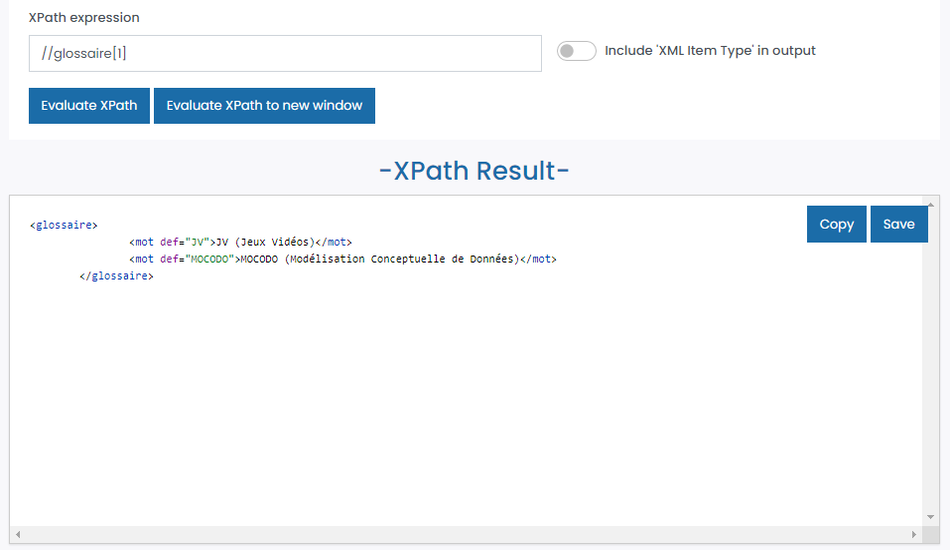 XPath expression
//glossaire[1]
Include 'XML Item Type' in output
Evaluate XPath
Evaluate XPath to new window
-XPath Result-
Copy
Save
<glossaire>
<mot def="JV">JV (Jeux Vidéos)</mot>
<mot def="MOCODO">MOCODO (Modélisation Conceptuelle de Données)</mot>
</glossaire>